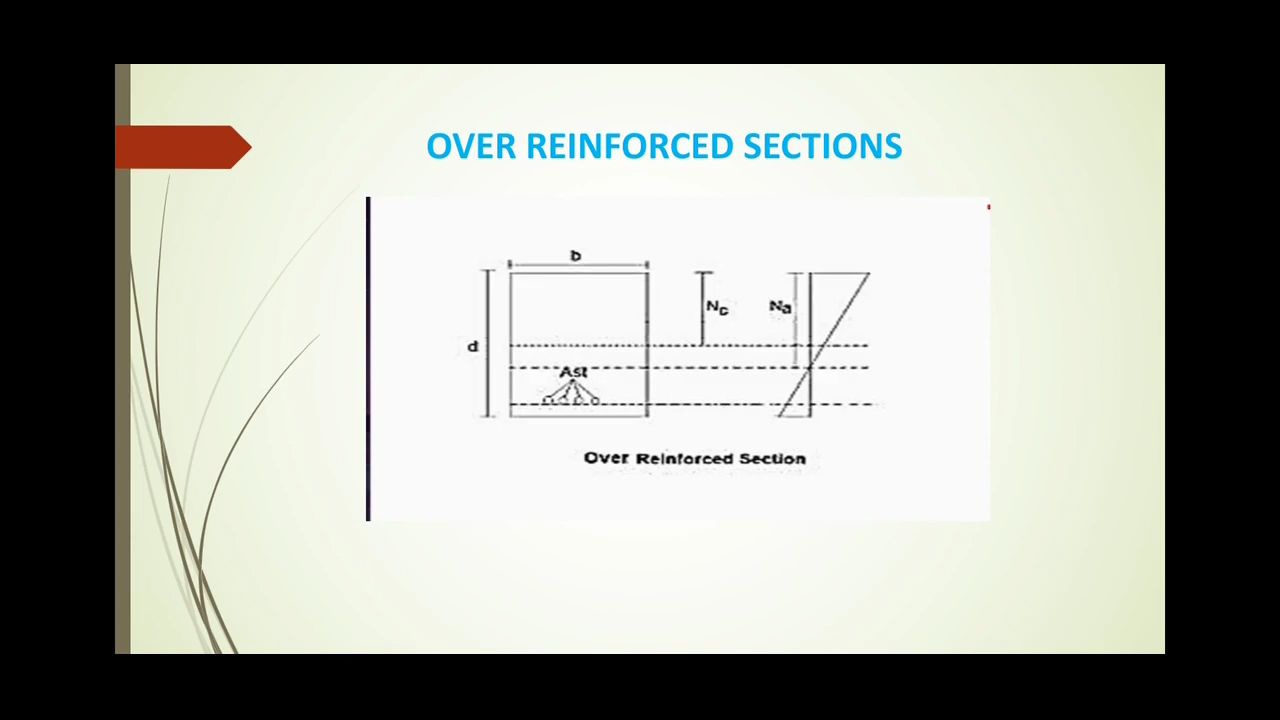 OVER REINFORCED SECTIONS
b
Nc
Na
d
Ast
Over Reinforced Section